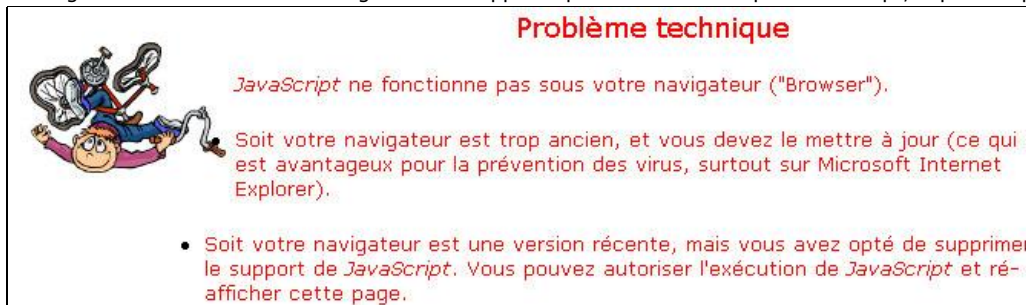 Problème technique
JavaScript ne fonctionne pas sous votre navigateur ("Browser").
Soit votre navigateur est trop ancien, et vous devez le mettre à jour (ce qui
est avantageux pour la prévention des virus, surtout sur Microsoft Internet
Explorer).
• Soit votre navigateur est une version récente, mais vous avez opté de supprimer
le support de JavaScript. Vous pouvez autoriser l'exécution de JavaScript et ré-
afficher cette page.